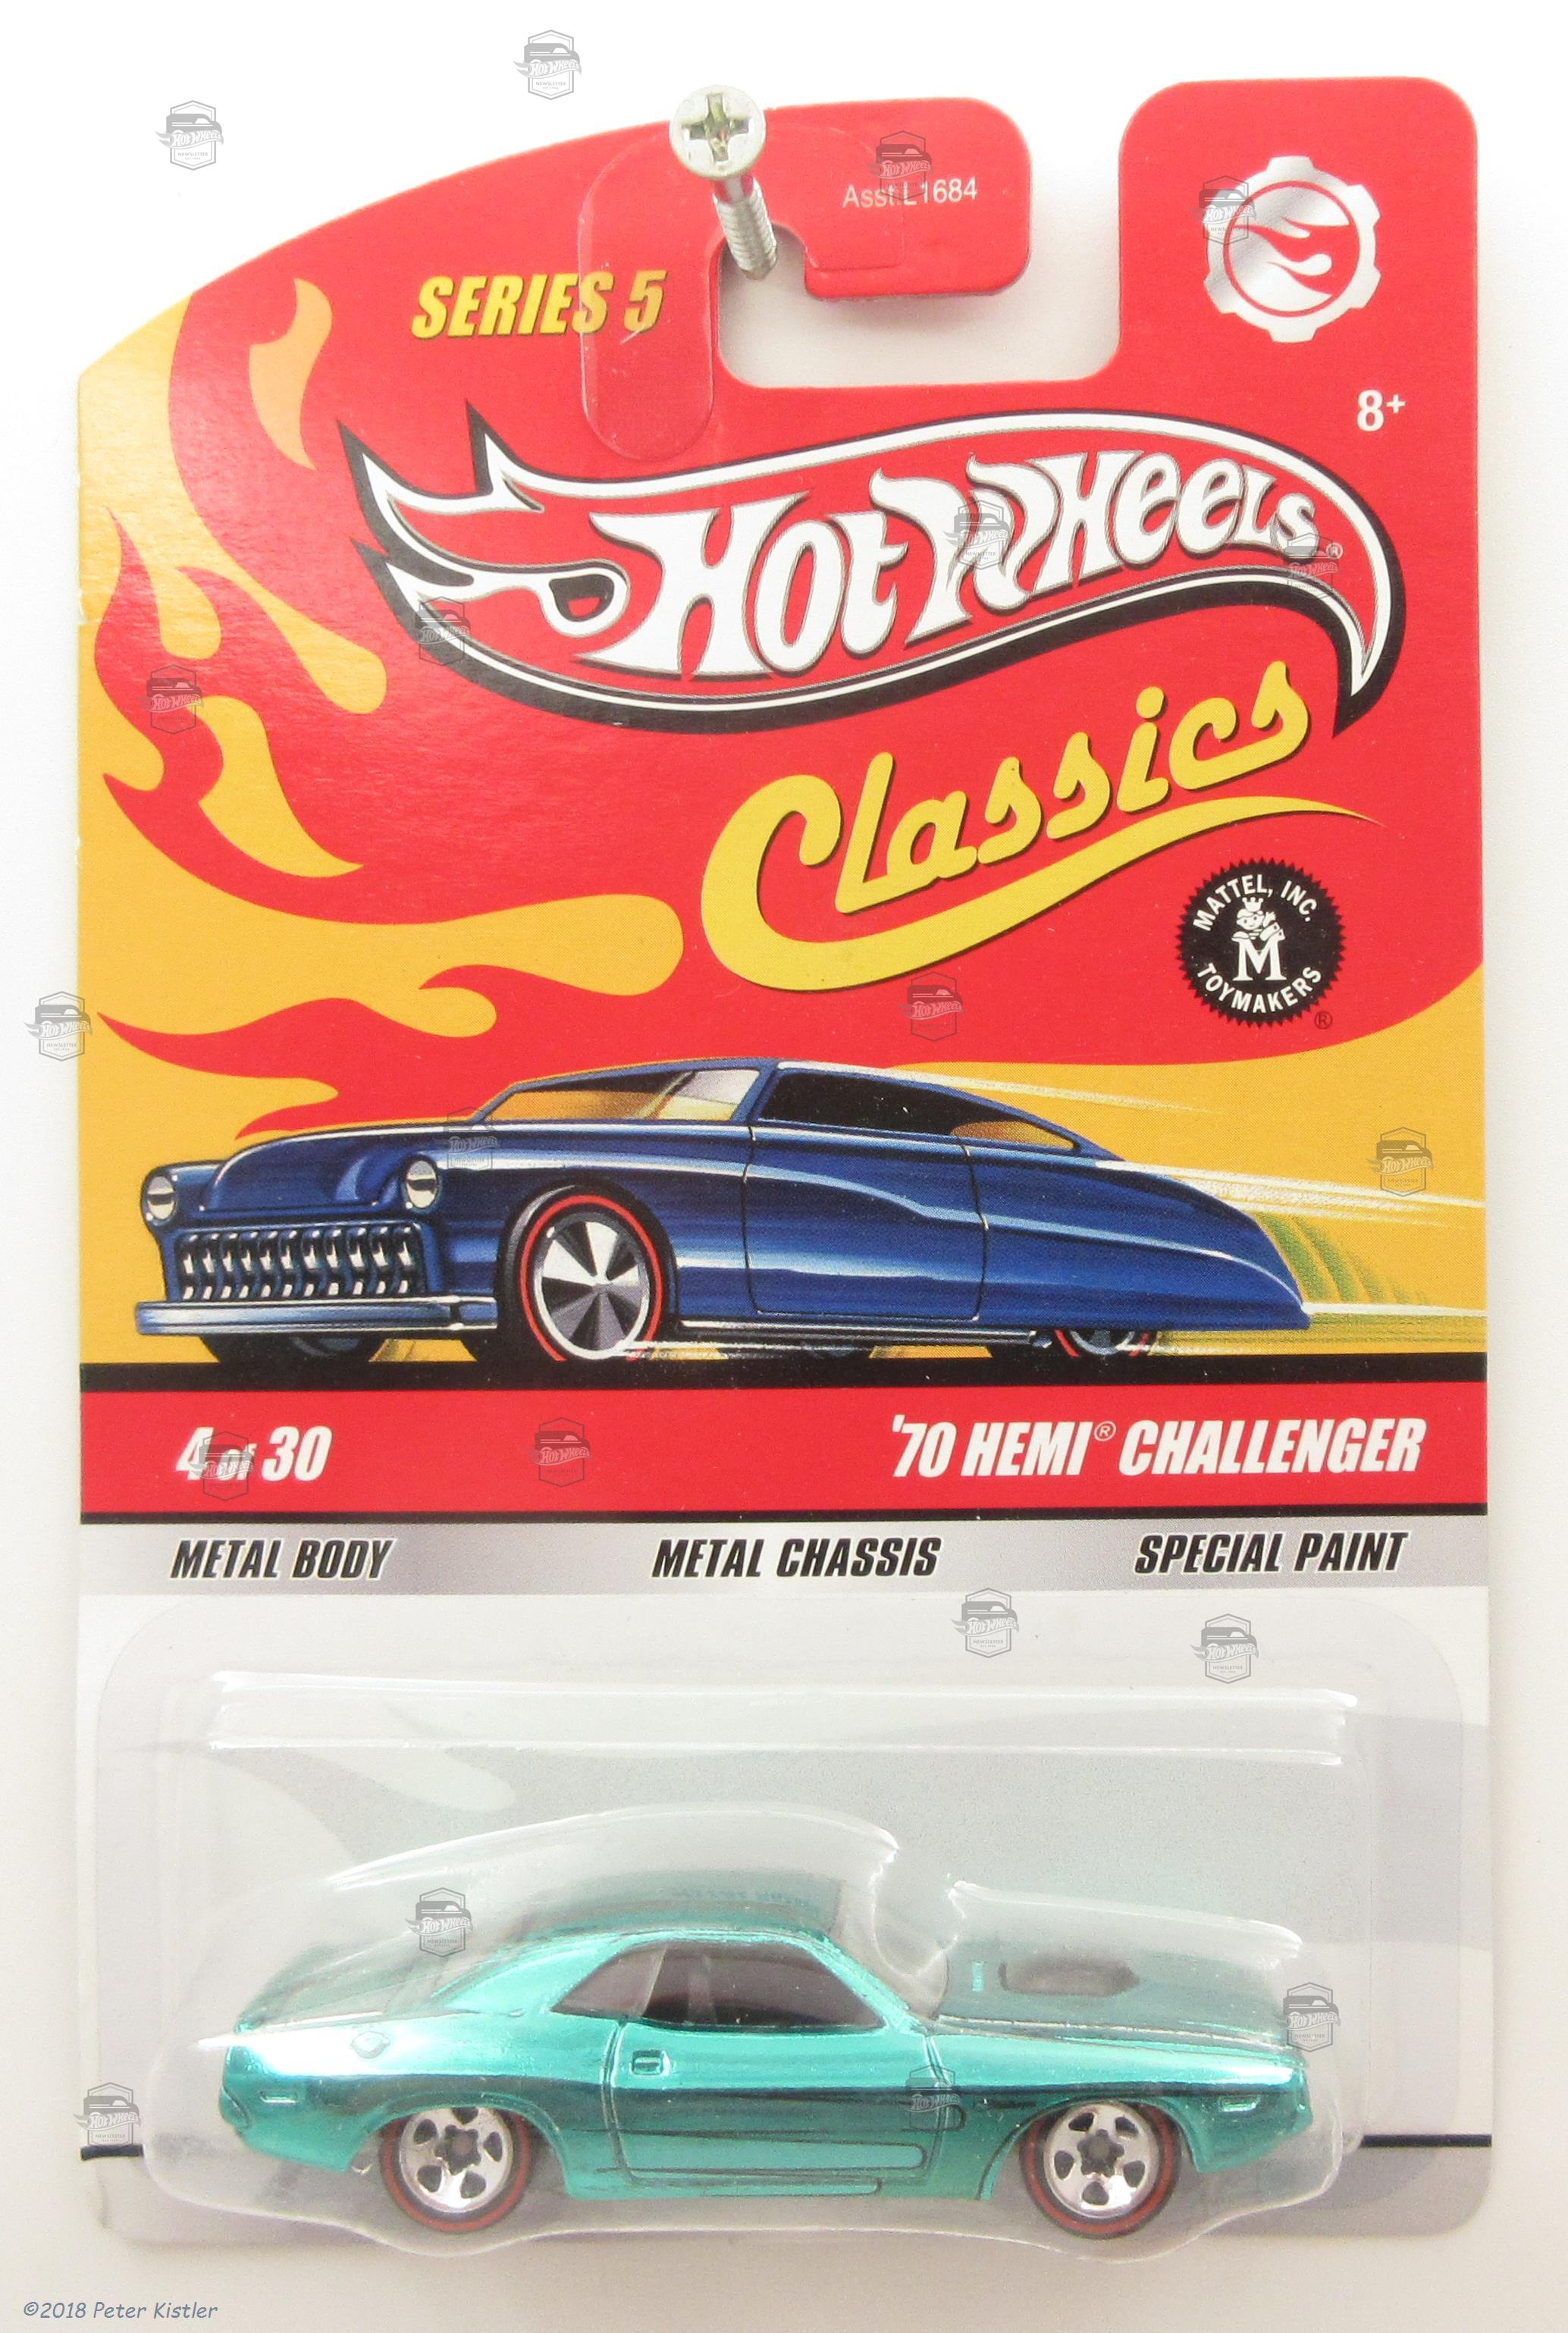 Asst.L1684
SERIES 5
8+
HOT WHEELS®
Classics
MATTEL, INC.
M
TOYMAKERS
®
4 of 30
'70 HEMI® CHALLENGER
METAL BODY
METAL CHASSIS
SPECIAL PAINT
©2018 Peter Kistler